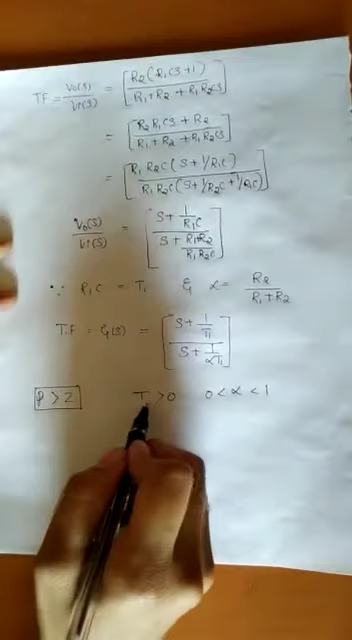 TF = Vo(s)/Vi(s) = [R2(R1Cs+1)/R1+R2+R1R2Cs]
= [R2R1Cs + R2/R1+R2+R1R2Cs]
= [R1R2C(s+1/R1C)/R1R2C(s+1/R2C+1/R1C)]
Vo(s)/Vi(s) = [s+1/R1C/s+R1+R2/R1R2C]
∵ R1C = T1 & α = R2/R1+R2
T.F = G(s) = [s+1/T1/s+1/αT1]
P > Z T1 > 0 0 < α < 1